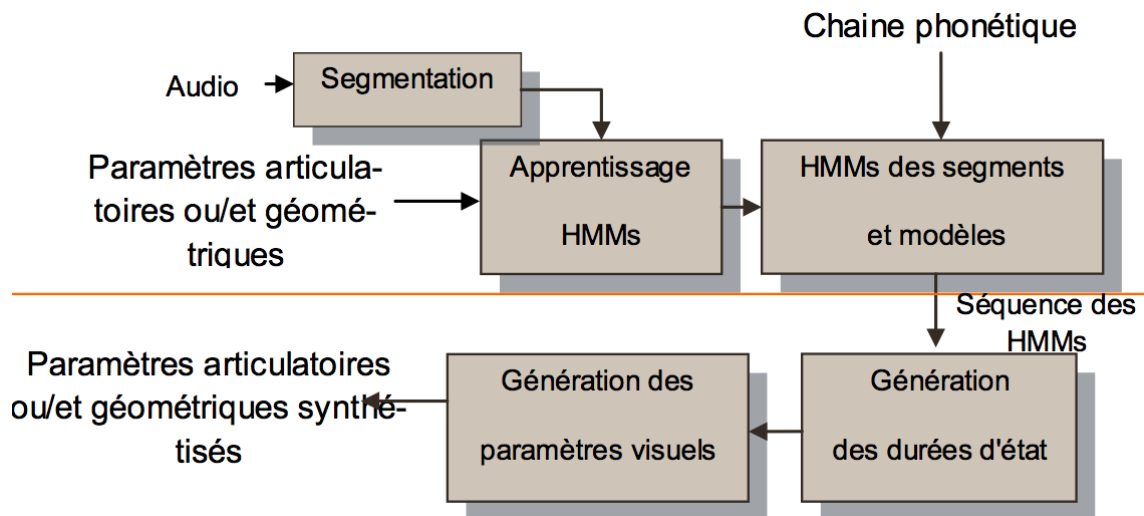 Chaine phonétique
Audio
Segmentation
Paramètres articula-
toires ou/et géomé-
triques
Apprentissage
HMMs
HMMs des segments
et modèles
Séquence des
HMMs
Paramètres articulatoires
ou/et géométriques synthé-
tisés
Génération des
paramètres visuels
Génération
des durées d'état